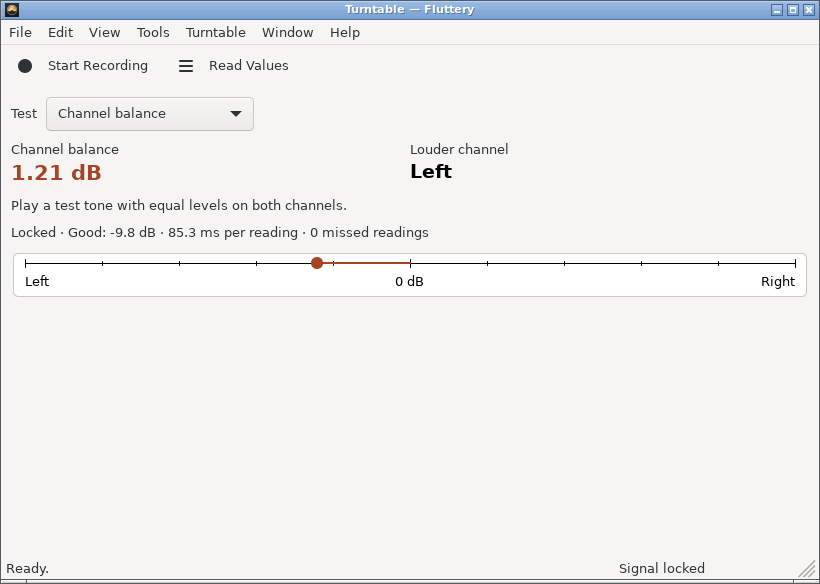 Turntable — Fluttery
File Edit View Tools Turntable Window Help
Start Recording Read Values
Test Channel balance
Channel balance Louder channel
1.21 dB Left
Play a test tone with equal levels on both channels.
Locked · Good: -9.8 dB · 85.3 ms per reading · 0 missed readings
Left 0 dB Right
Ready. Signal locked